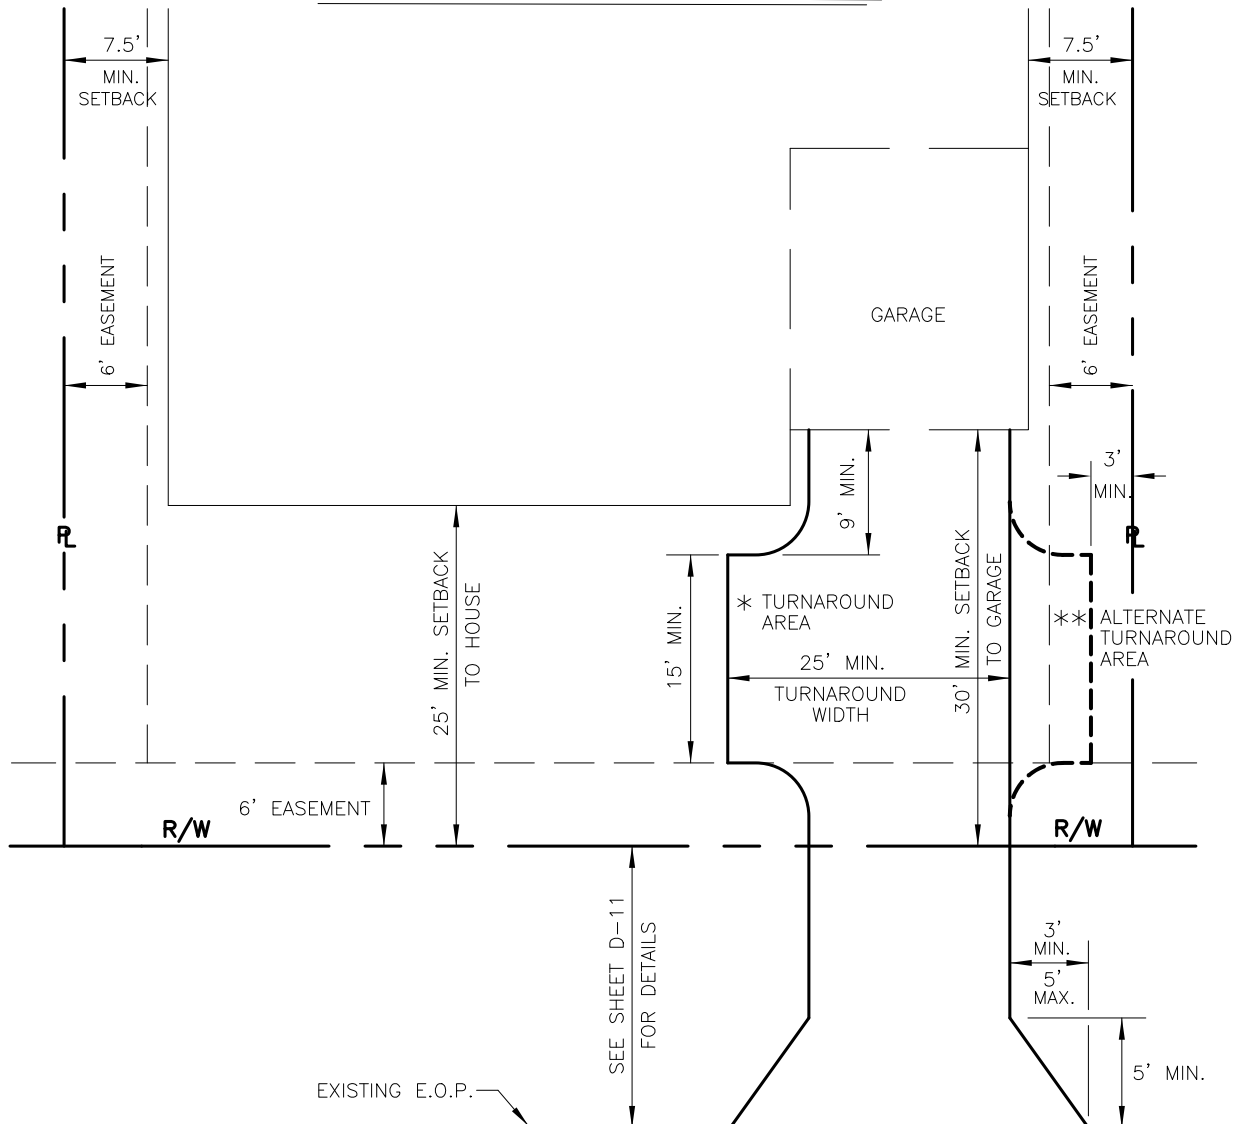 7.5'
MIN.
SETBACK
7.5'
MIN.
SETBACK
6' EASEMENT
6' EASEMENT
GARAGE
9' MIN.
3'
MIN.
PL
PL
25' MIN. SETBACK
TO HOUSE
15' MIN.
* TURNAROUND
AREA
25' MIN.
TURNAROUND
WIDTH
30' MIN. SETBACK
TO GARAGE
** ALTERNATE
TURNAROUND
AREA
6' EASEMENT
R/W
R/W
SEE SHEET D-11
FOR DETAILS
3'
MIN.
5'
MAX.
5' MIN.
EXISTING E.O.P.